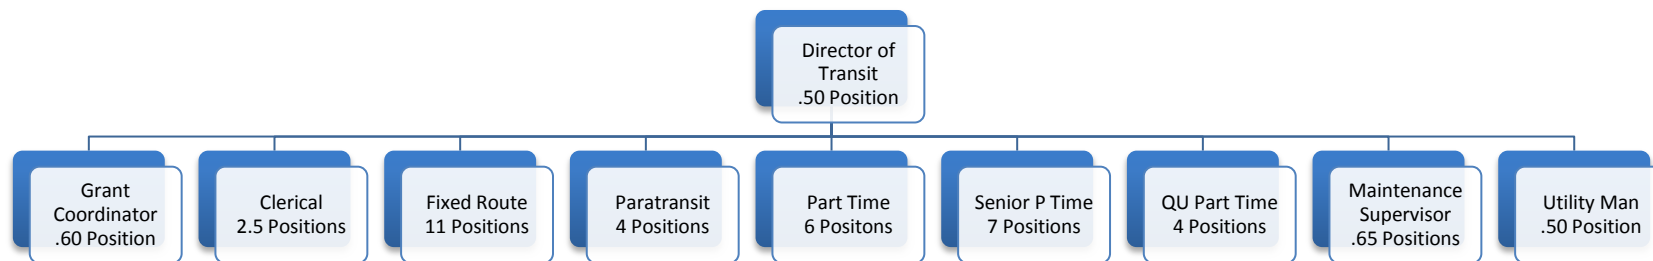 Director of
Transit
.50 Position
Grant
Coordinator
.60 Position
Clerical
2.5 Positions
Fixed Route
11 Positions
Paratransit
4 Positions
Part Time
6 Positons
Senior P Time
7 Positions
QU Part Time
4 Positions
Maintenance
Supervisor
.65 Positions
Utility Man
.50 Position